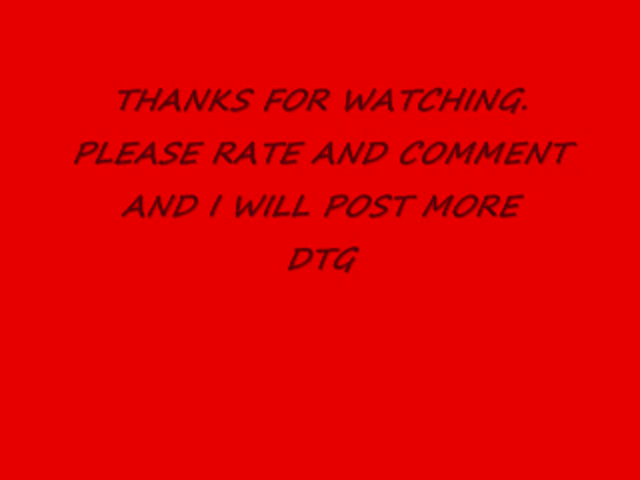 THANKS FOR WATCHING.
PLEASE RATE AND COMMENT
AND I WILL POST MORE
DTG